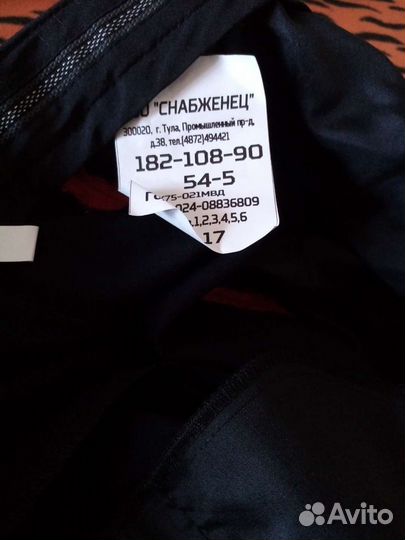 "СНАБЖЕНЕЦ"
300020, г. Тула, Промышленный пр-д,
д.38, тел.(4872)494421
182-108-90
54-5
75-021МВД
024-08836809
1,2,3,4,5,6
17
Avito